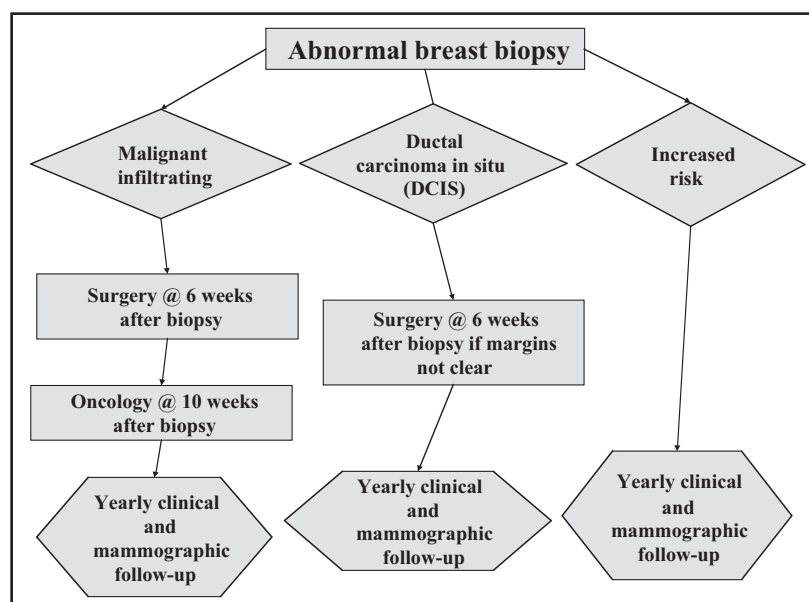 Abnormal breast biopsy
Malignant
infiltrating
Ductal
carcinoma in situ
(DCIS)
Increased
risk
Surgery @ 6 weeks
after biopsy
Surgery @ 6 weeks
after biopsy if margins
not clear
Oncology @ 10 weeks
after biopsy
Yearly clinical
and
mammographic
follow-up
Yearly clinical
and
mammographic
follow-up
Yearly clinical
and
mammographic
follow-up